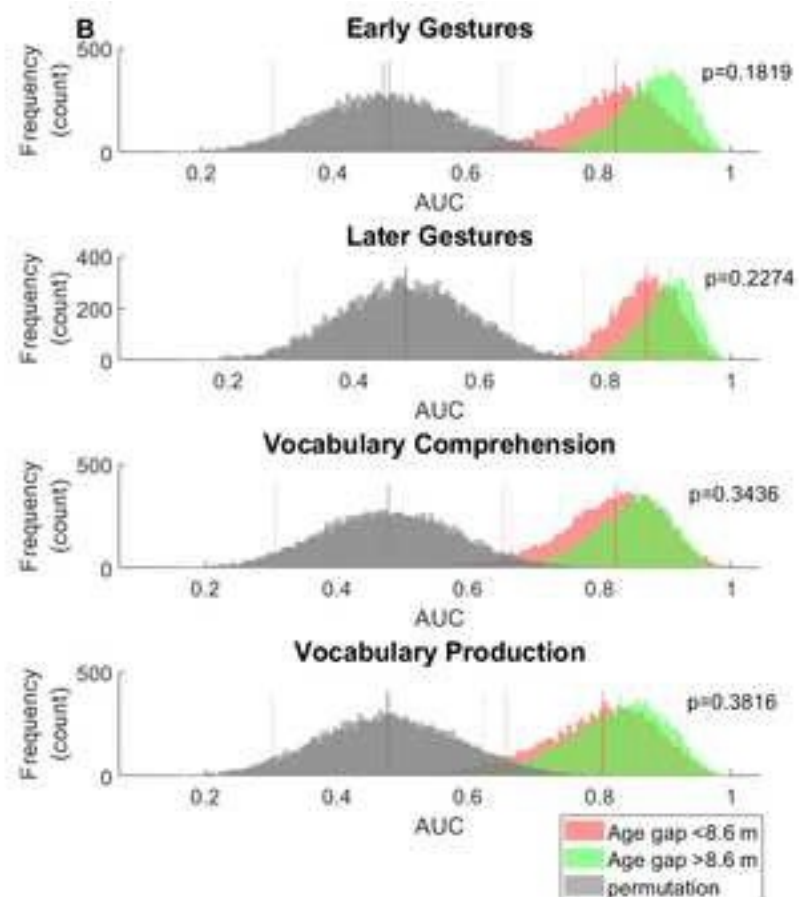 B
Early Gestures
Frequency
(count)
500
0
p=0.1819
0.2 0.4 0.6 0.8 1
AUC
Later Gestures
Frequency
(count)
400
200
0
p=0.2274
0.2 0.4 0.6 0.8 1
AUC
Vocabulary Comprehension
Frequency
(count)
500
0
p=0.3436
0.2 0.4 0.6 0.8 1
AUC
Vocabulary Production
Frequency
(count)
500
0
p=0.3816
0.2 0.4 0.6 0.8 1
AUC
Age gap <8.6 m
Age gap >8.6 m
permutation